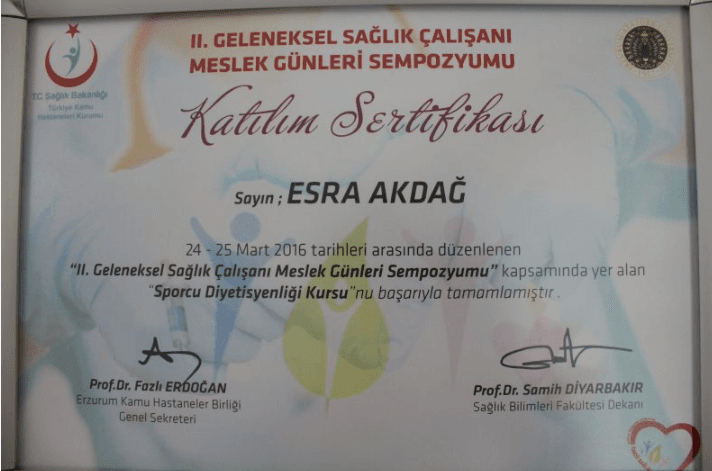 II. GELENEKSEL SAĞLIK ÇALIŞANI
MESLEK GÜNLERİ SEMPOZYUMU
T.C. Sağlık Bakanlığı
Türkiye Kamu
Hastaneleri Kurumu
Katılım Sertifikası
Sayın ; ESRA AKDAĞ
24 - 25 Mart 2016 tarihleri arasında düzenlenen
“II. Geleneksel Sağlık Çalışanı Meslek Günleri Sempozyumu” kapsamında yer alan
“Sporcu Diyetisyenliği Kursu”nu başarıyla tamamlamıştır .
Prof.Dr. Fazlı ERDOĞAN
Erzurum Kamu Hastaneler Birliği
Genel Sekreteri
Prof.Dr. Samih DİYARBAKIR
Sağlık Bilimleri Fakültesi Dekanı